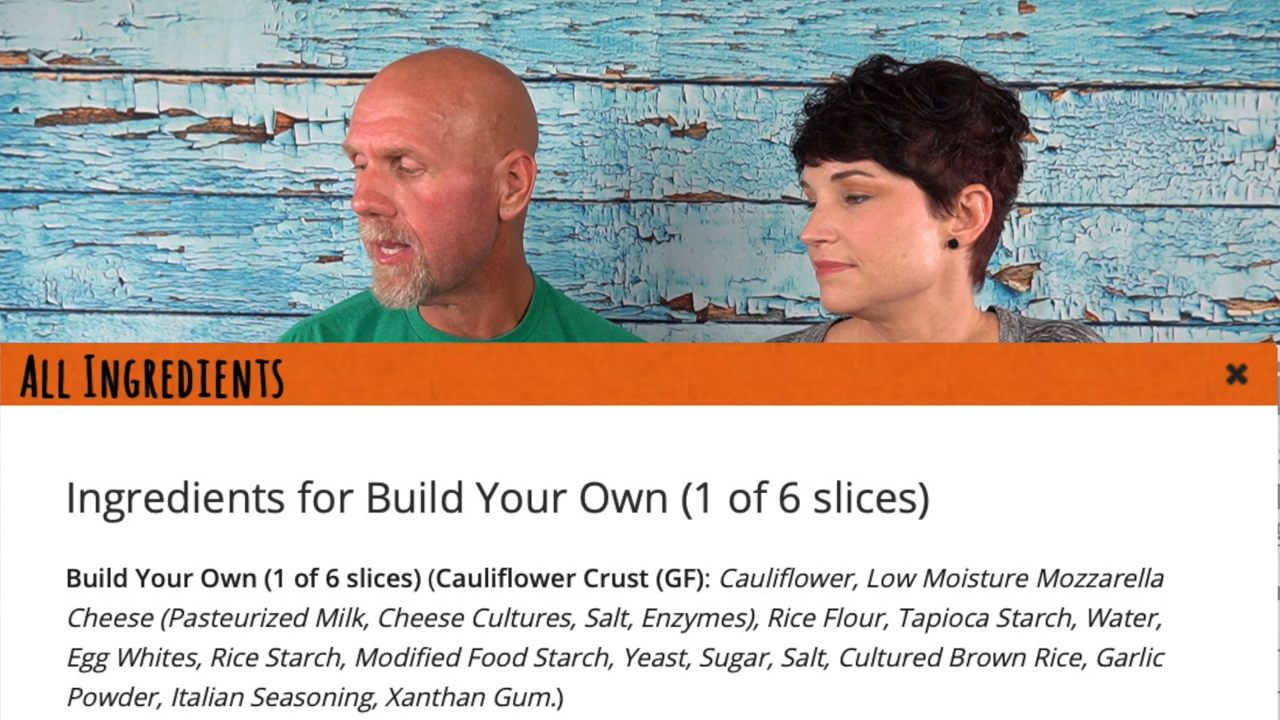 ALL INGREDIENTS
Ingredients for Build Your Own (1 of 6 slices)
Build Your Own (1 of 6 slices) (Cauliflower Crust (GF): Cauliflower, Low Moisture Mozzarella
Cheese (Pasteurized Milk, Cheese Cultures, Salt, Enzymes), Rice Flour, Tapioca Starch, Water,
Egg Whites, Rice Starch, Modified Food Starch, Yeast, Sugar, Salt, Cultured Brown Rice, Garlic
Powder, Italian Seasoning, Xanthan Gum.)